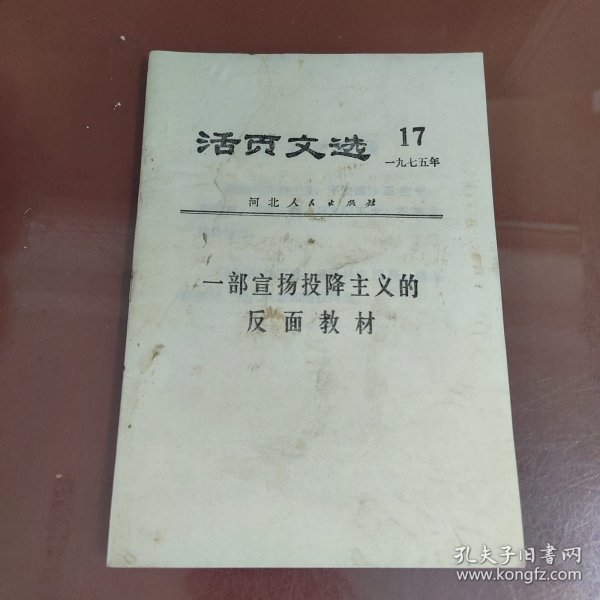 活页文选 17
一九七五年
河北人民出版社
一部宣扬投降主义的
反面教材
孔夫子旧书网
www.kongfz.com